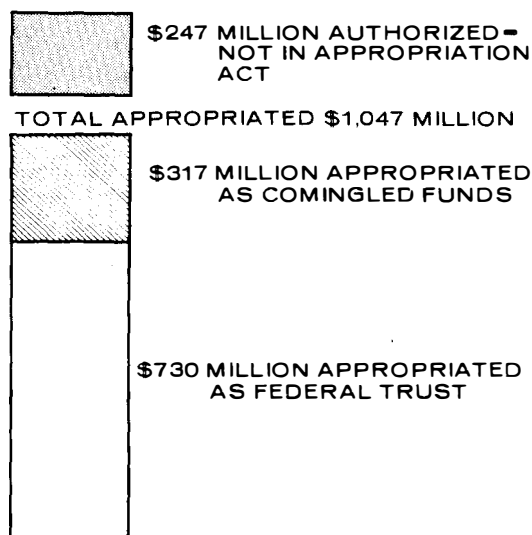 $247 MILLION AUTHORIZED-
NOT IN APPROPRIATION
ACT
TOTAL APPROPRIATED $1,047 MILLION
$317 MILLION APPROPRIATED
AS COMINGLED FUNDS
$730 MILLION APPROPRIATED
AS FEDERAL TRUST